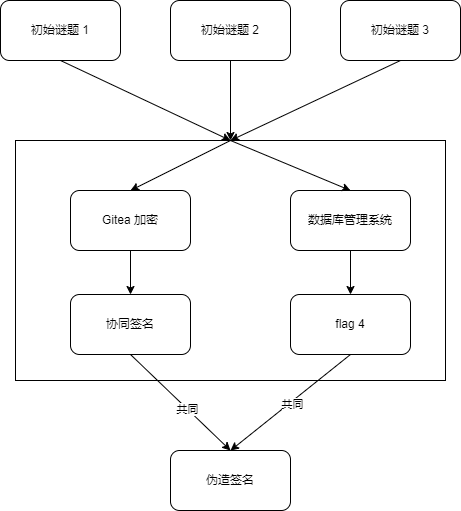 初始谜题 1
初始谜题 2
初始谜题 3
Gitea 加密
数据库管理系统
协同签名
flag 4
共同
共同
伪造签名